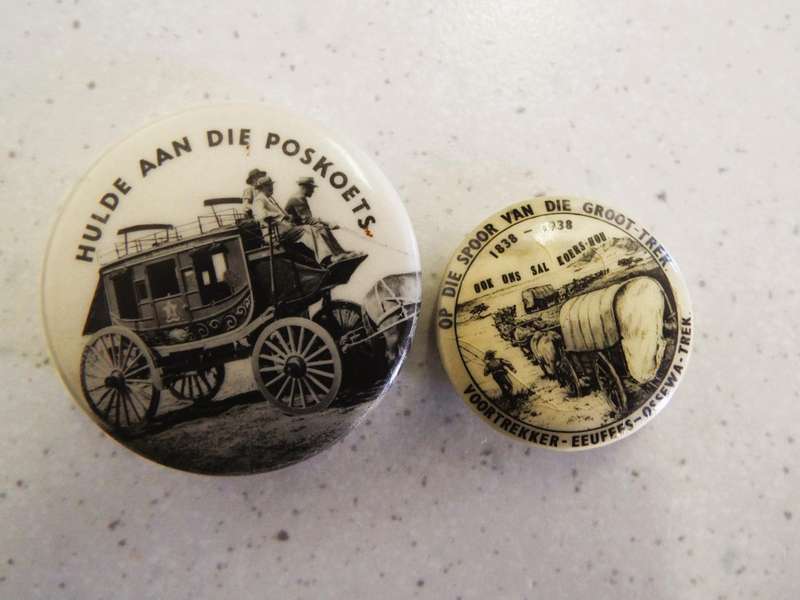 HULDE AAN DIE POSKOETS
OP DIE SPOOR VAN DIE GROOT-TREK
1838 - 1938
OOK ONS SAL KOERS-HOU
VOORTREKKER-EEUFEES-OSSEWA-TREK